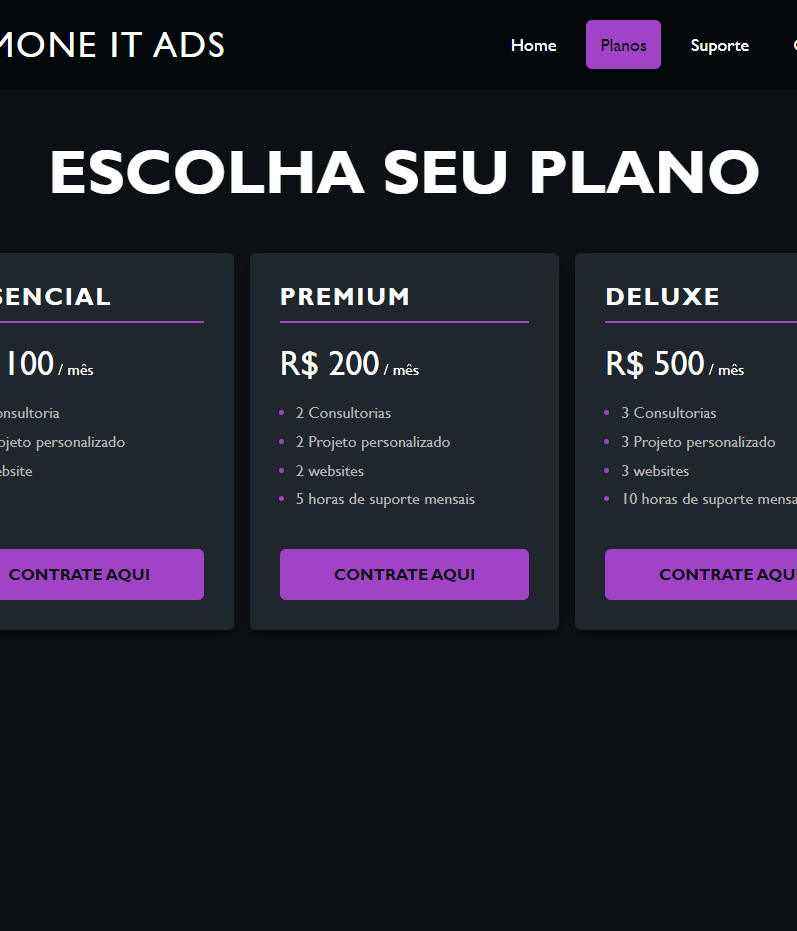 MONE IT ADS
Home
Planos
Suporte
ESCOLHA SEU PLANO
SENCIAL
100 / mês
onsultoria
ojeto personalizado
ebsite
CONTRATE AQUI
PREMIUM
R$ 200 / mês
2 Consultorias
2 Projeto personalizado
2 websites
5 horas de suporte mensais
CONTRATE AQUI
DELUXE
R$ 500 / mês
3 Consultorias
3 Projeto personalizado
3 websites
10 horas de suporte mensa
CONTRATE AQU